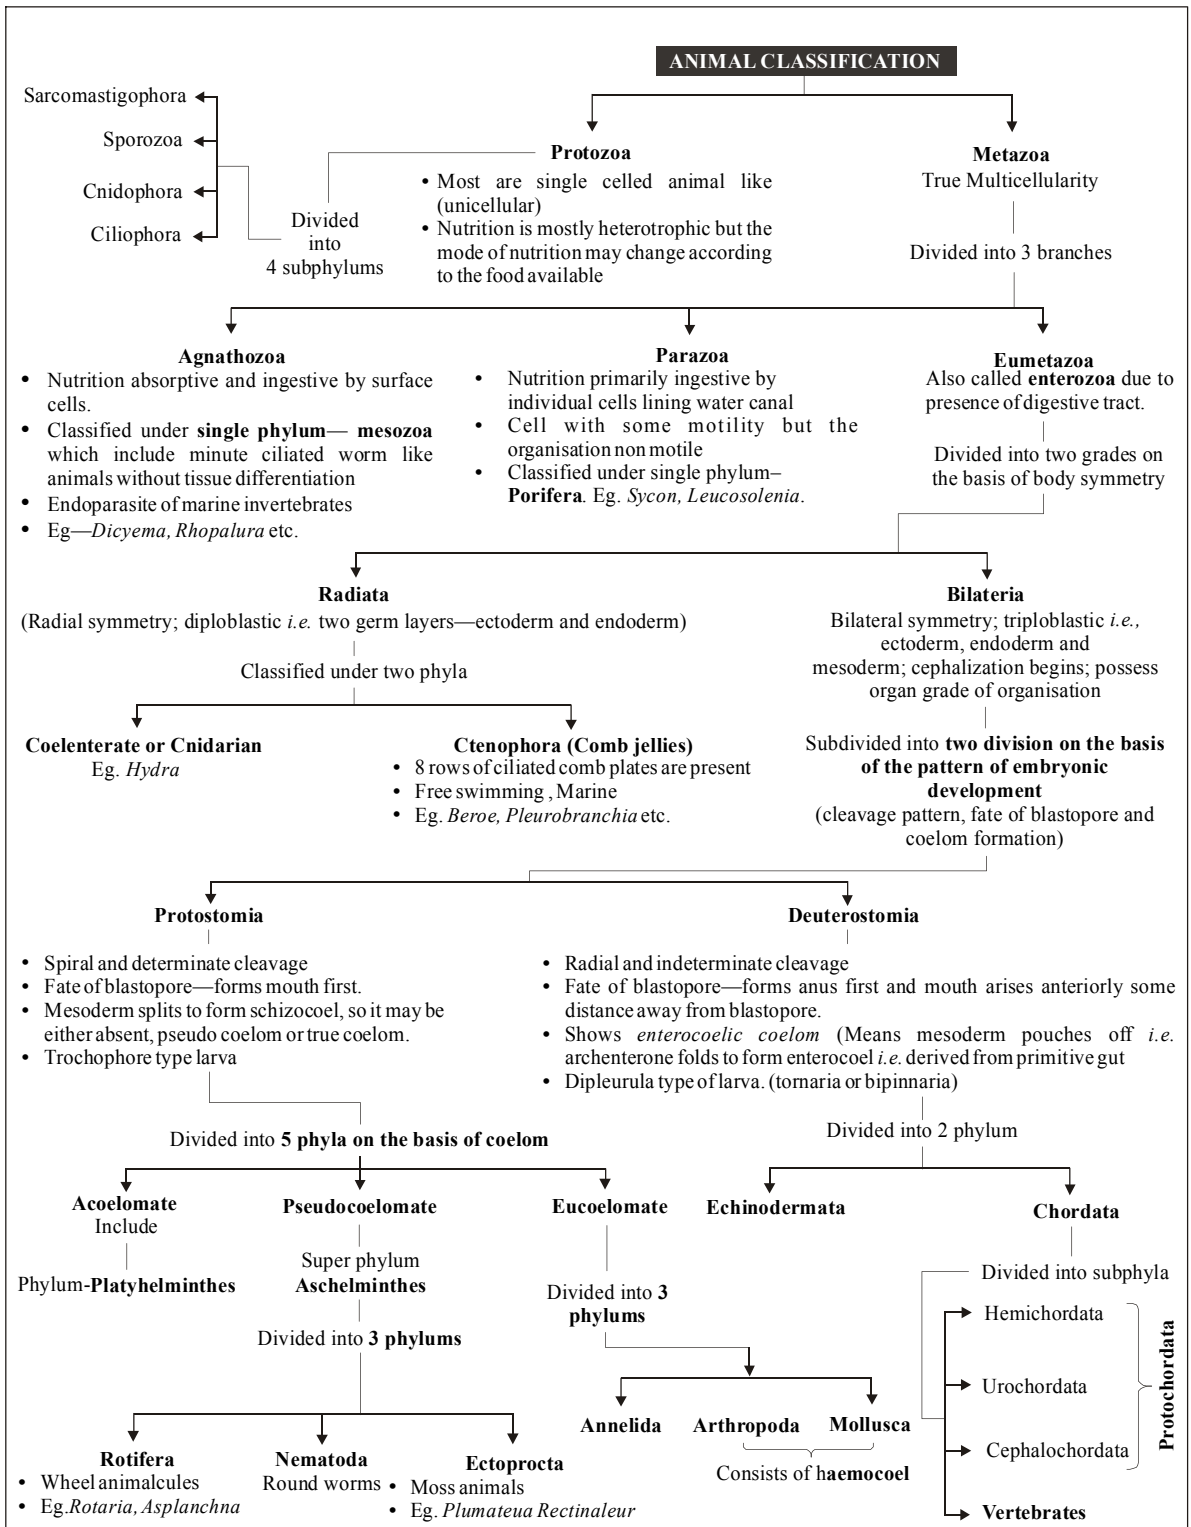 ANIMAL CLASSIFICATION
Sarcomastigophora
Sporozoa
Cnidophora
Ciliophora
Divided
into
4 subphylums
Protozoa
• Most are single celled animal like
(unicellular)
• Nutrition is mostly heterotrophic but the
mode of nutrition may change according
to the food available
Metazoa
True Multicellularity
Divided into 3 branches
Agnathozoa
• Nutrition absorptive and ingestive by surface
cells.
• Classified under single phylum— mesozoa
which include minute ciliated worm like
animals without tissue differentiation
• Endoparasite of marine invertebrates
• Eg—Dicyema, Rhopalura etc.
Parazoa
• Nutrition primarily ingestive by
individual cells lining water canal
• Cell with some motility but the
organisation non motile
• Classified under single phylum–
Porifera. Eg. Sycon, Leucosolenia.
Eumetazoa
Also called enterozoa due to
presence of digestive tract.
Divided into two grades on
the basis of body symmetry
Radiata
(Radial symmetry; diploblastic i.e. two germ layers—ectoderm and endoderm)
Classified under two phyla
Coelenterate or Cnidarian
Eg. Hydra
Ctenophora (Comb jellies)
• 8 rows of ciliated comb plates are present
• Free swimming , Marine
• Eg. Beroe, Pleurobranchia etc.
Bilateria
Bilateral symmetry; triploblastic i.e.,
ectoderm, endoderm and
mesoderm; cephalization begins; possess
organ grade of organisation
Subdivided into two division on the basis
of the pattern of embryonic
development
(cleavage pattern, fate of blastopore and
coelom formation)
Protostomia
• Spiral and determinate cleavage
• Fate of blastopore—forms mouth first.
• Mesoderm splits to form schizocoel, so it may be
either absent, pseudo coelom or true coelom.
• Trochophore type larva
Divided into 5 phyla on the basis of coelom
Deuterostomia
• Radial and indeterminate cleavage
• Fate of blastopore—forms anus first and mouth arises anteriorly some
distance away from blastopore.
• Shows enterocoelic coelom (Means mesoderm pouches off i.e.
archenterone folds to form enterocoel i.e. derived from primitive gut
• Dipleurula type of larva. (tornaria or bipinnaria)
Divided into 2 phylum
Acoelomate
Include
Phylum-Platyhelminthes
Pseudocoelomate
Super phylum
Aschelminthes
Divided into 3 phylums
Rotifera
• Wheel animalcules
• Eg.Rotaria, Asplanchna
Nematoda
Round worms
Ectoprocta
• Moss animals
• Eg. Plumateua Rectinaleur
Eucoelomate
Divided into 3
phylums
Annelida
Arthropoda
Mollusca
Consists of haemocoel
Echinodermata
Chordata
Divided into subphyla
Hemichordata
Urochordata
Cephalochordata
Vertebrates
Protochordata